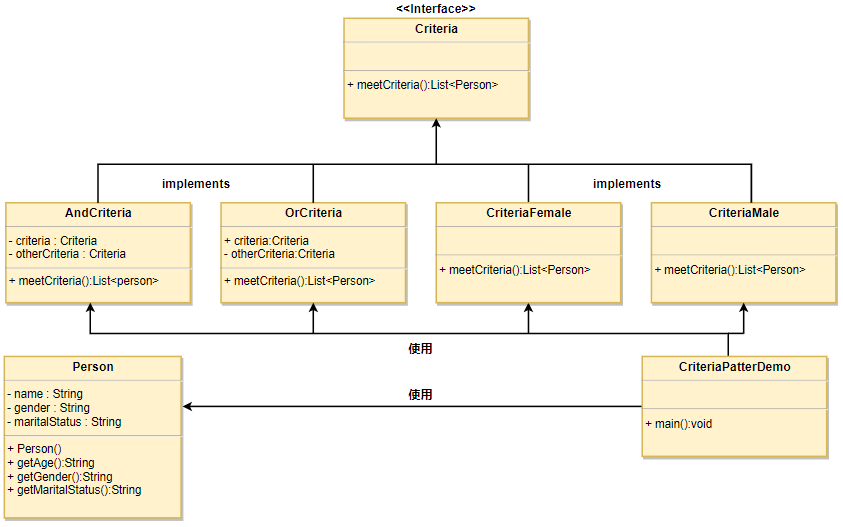 <<Interface>>
Criteria
+ meetCriteria():List<Person>
implements
implements
AndCriteria
- criteria : Criteria
- otherCriteria : Criteria
+ meetCriteria():List<person>
OrCriteria
+ criteria:Criteria
- otherCriteria:Criteria
+ meetCriteria():List<Person>
CriteriaFemale
+ meetCriteria():List<Person>
CriteriaMale
+ meetCriteria():List<Person>
使用
Person
- name : String
- gender : String
- maritalStatus : String
+ Person()
+ getAge():String
+ getGender():String
+ getMaritalStatus():String
使用
CriteriaPatterDemo
+ main():void